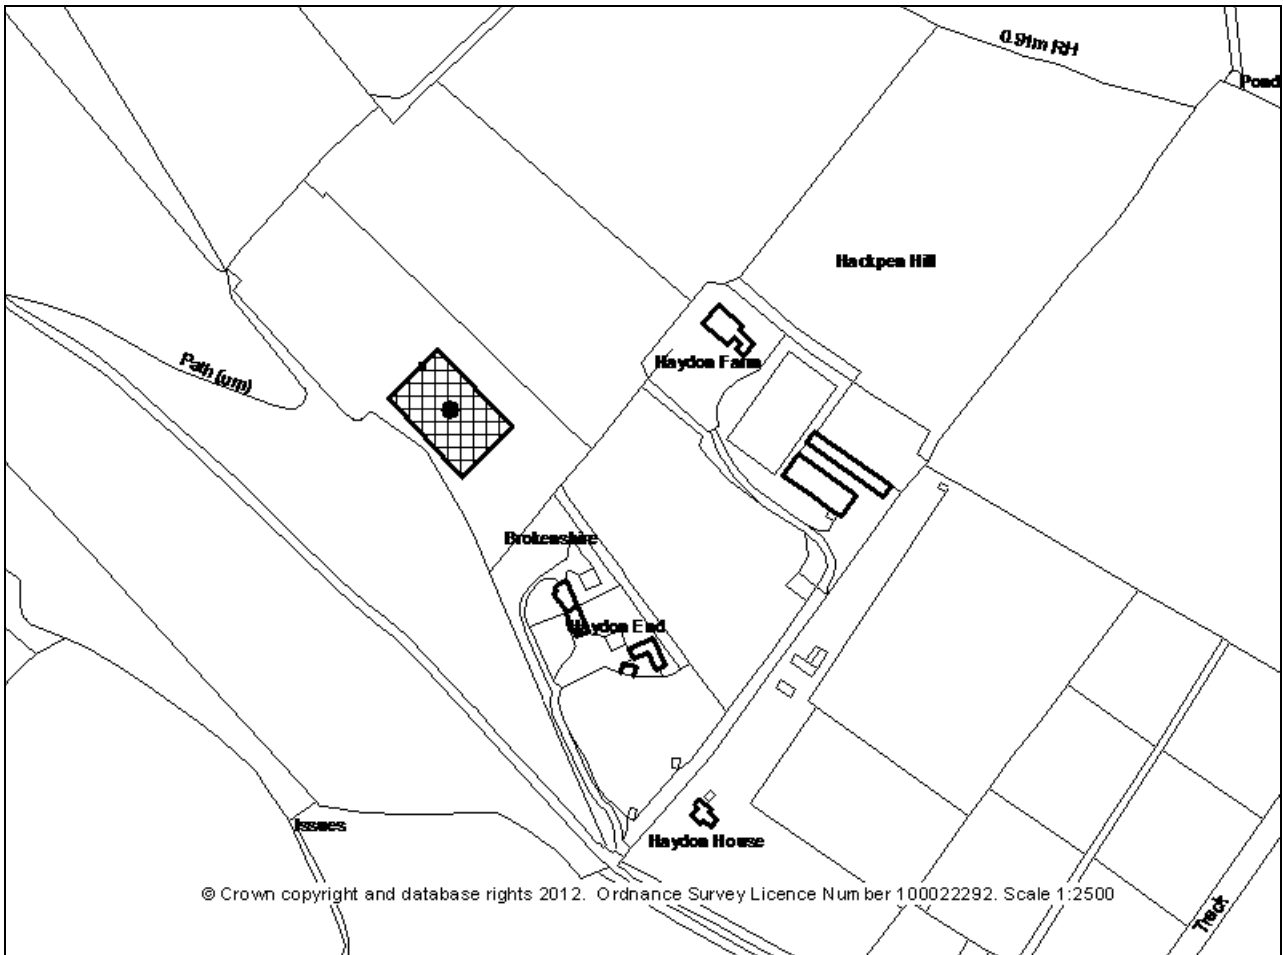 0.91m RH
Pond
Hackpen Hill
Path (um)
Haydon Farm
Brokenshire
Haydon End
Issues
Haydon House
© Crown copyright and database rights 2012. Ordnance Survey Licence Number 100022292. Scale 1:2500
Track